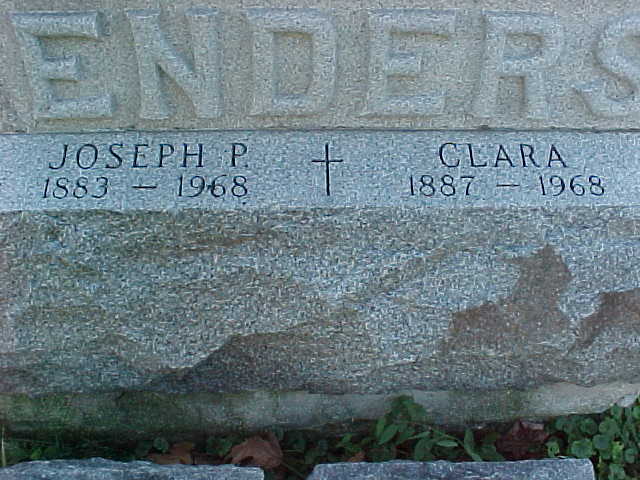 ENDERS
JOSEPH P. † CLARA
1883 – 1968 1887 – 1968